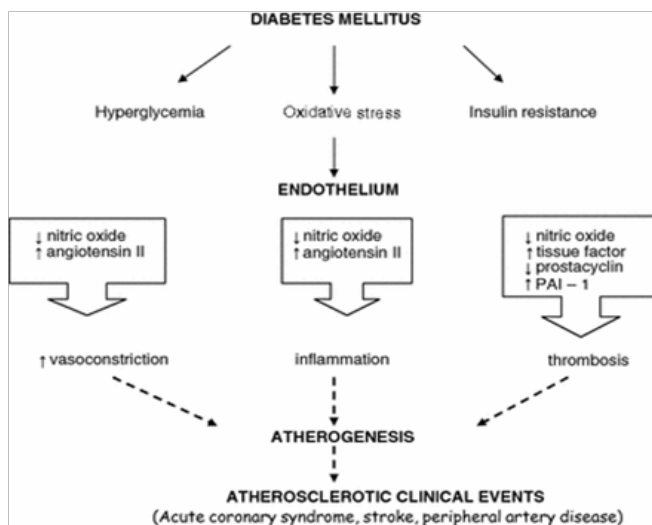 DIABETES MELLITUS
Hyperglycemia Oxidative stress Insulin resistance
ENDOTHELIUM
↓ nitric oxide
↑ angiotensin II
↓ nitric oxide
↑ angiotensin II
↓ nitric oxide
↑ tissue factor
↓ prostacyclin
↑ PAI – 1
↑ vasoconstriction inflammation thrombosis
ATHEROGENESIS
ATHEROSCLEROTIC CLINICAL EVENTS
(Acute coronary syndrome, stroke, peripheral artery disease)